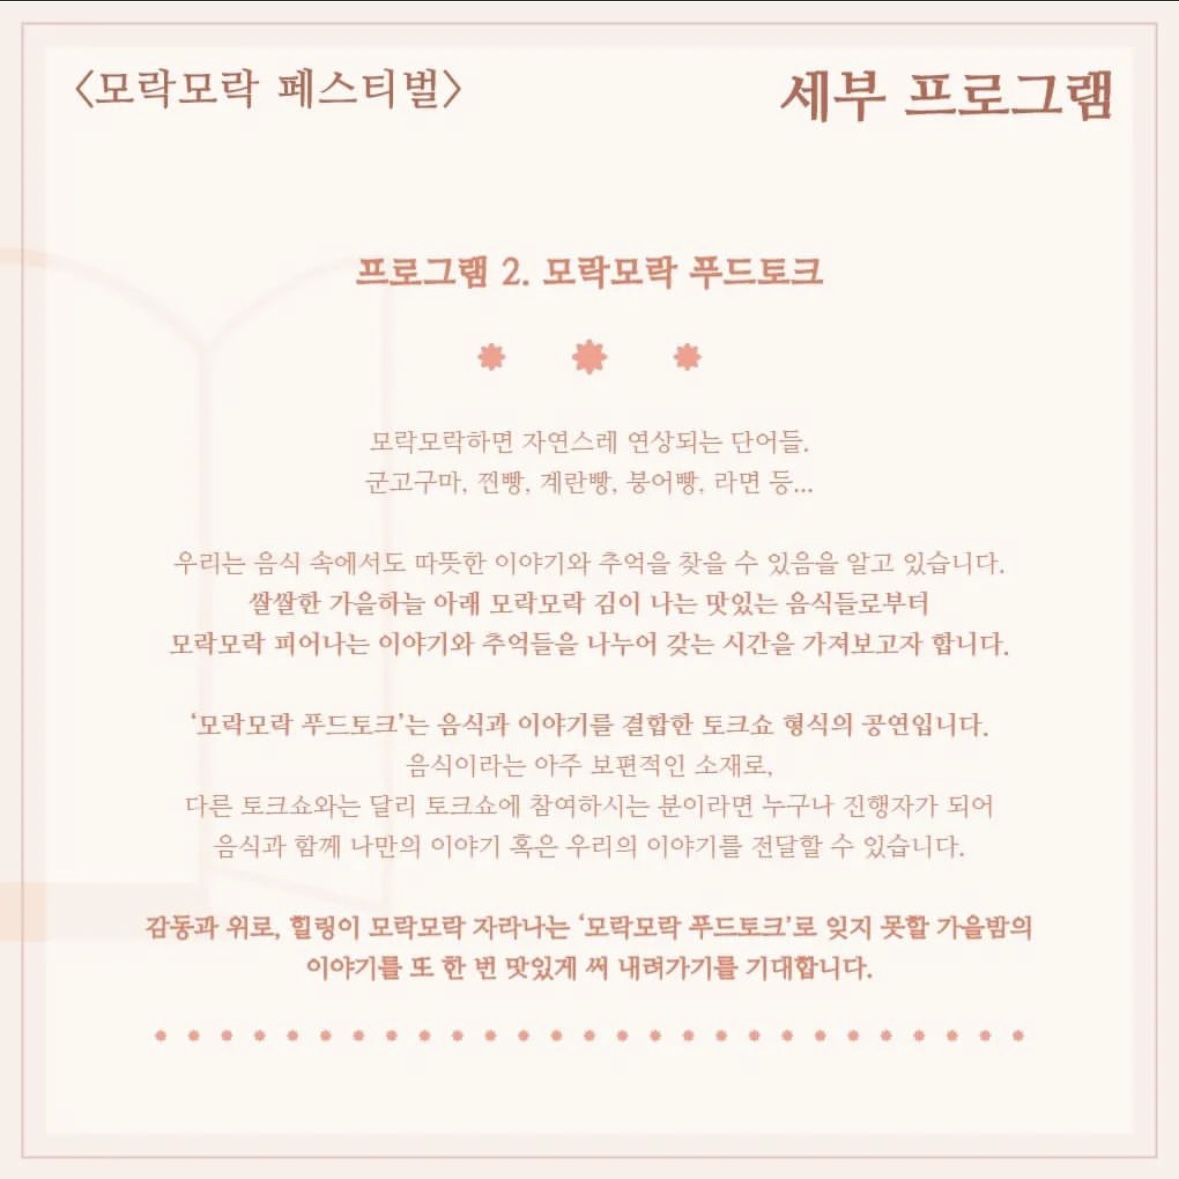 <모락모락 페스티벌>
세부 프로그램
프로그램 2. 모락모락 푸드토크
모락모락하면 자연스레 연상되는 단어들.
군고구마, 찐빵, 계란빵, 붕어빵, 라면 등...
우리는 음식 속에서도 따뜻한 이야기와 추억을 찾을 수 있음을 알고 있습니다.
쌀쌀한 가을하늘 아래 모락모락 김이 나는 맛있는 음식들로부터
모락모락 피어나는 이야기와 추억들을 나누어 갖는 시간을 가져보고자 합니다.
‘모락모락 푸드토크’는 음식과 이야기를 결합한 토크쇼 형식의 공연입니다.
음식이라는 아주 보편적인 소재로,
다른 토크쇼와는 달리 토크쇼에 참여하시는 분이라면 누구나 진행자가 되어
음식과 함께 나만의 이야기 혹은 우리의 이야기를 전달할 수 있습니다.
감동과 위로, 힐링이 모락모락 자라나는 ‘모락모락 푸드토크’로 잊지 못할 가을밤의
이야기를 또 한 번 맛있게 써 내려가기를 기대합니다.